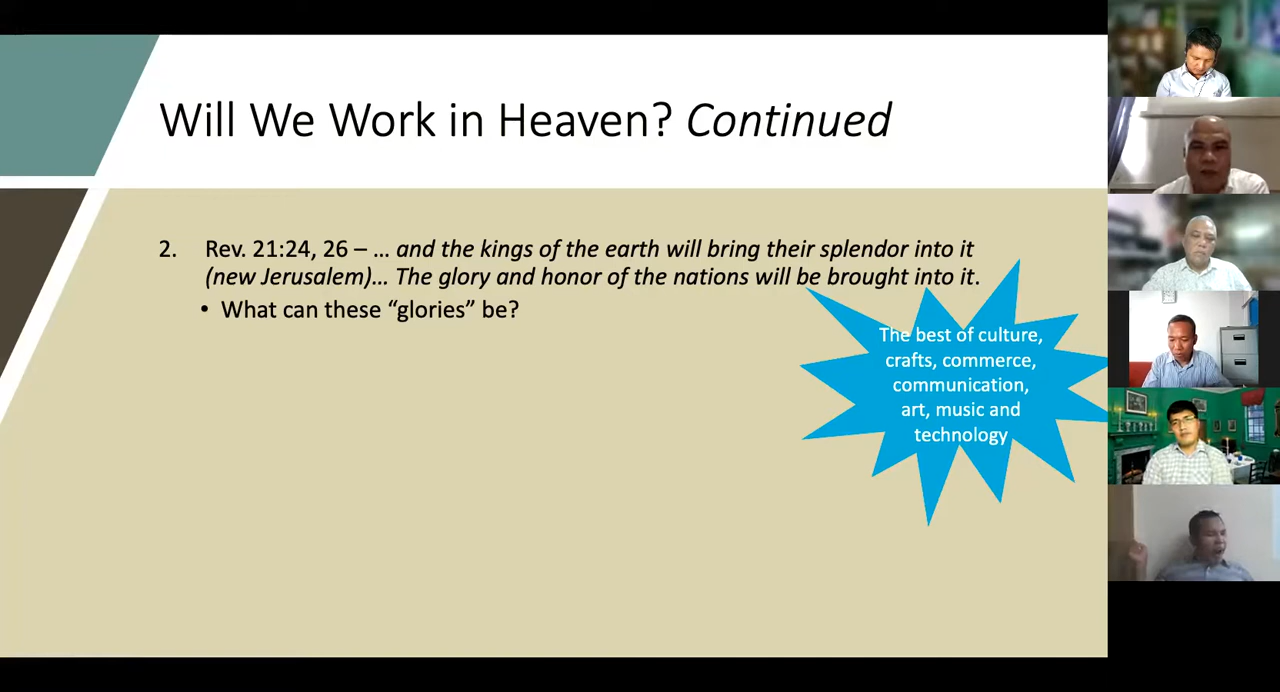 Will We Work in Heaven? Continued
2. Rev. 21:24, 26 – … and the kings of the earth will bring their splendor into it
(new Jerusalem)… The glory and honor of the nations will be brought into it.
• What can these “glories” be?
The best of culture,
crafts, commerce,
communication,
art, music and
technology